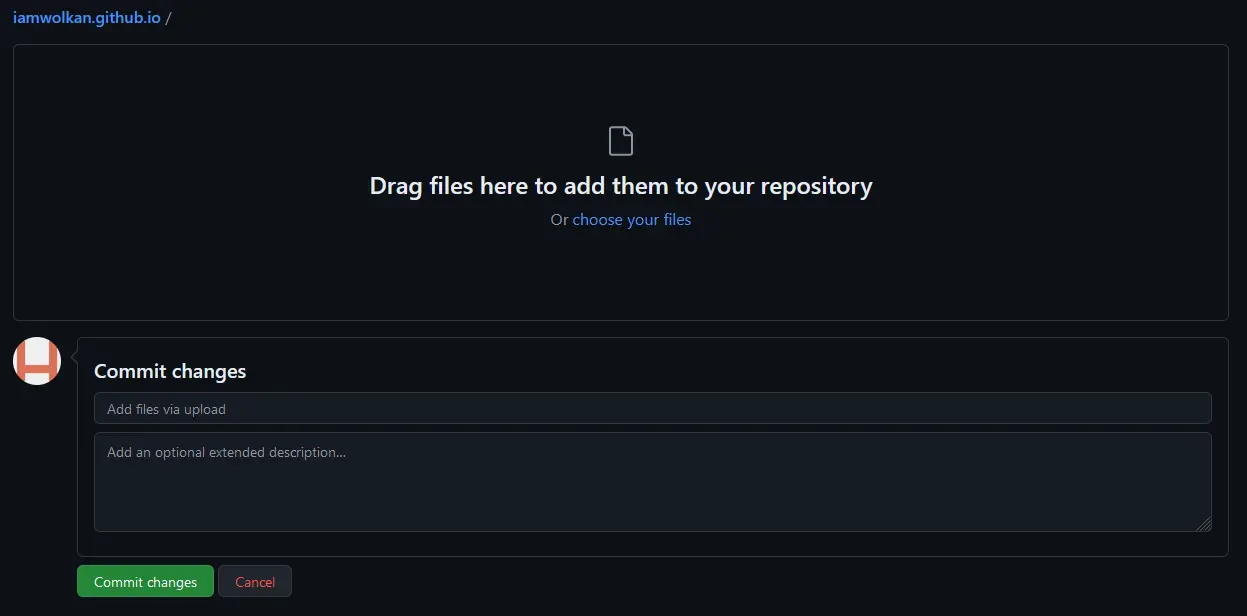 iamwolkan.github.io /
Drag files here to add them to your repository
Or choose your files
Commit changes
Add files via upload
Add an optional extended description...
Commit changes Cancel